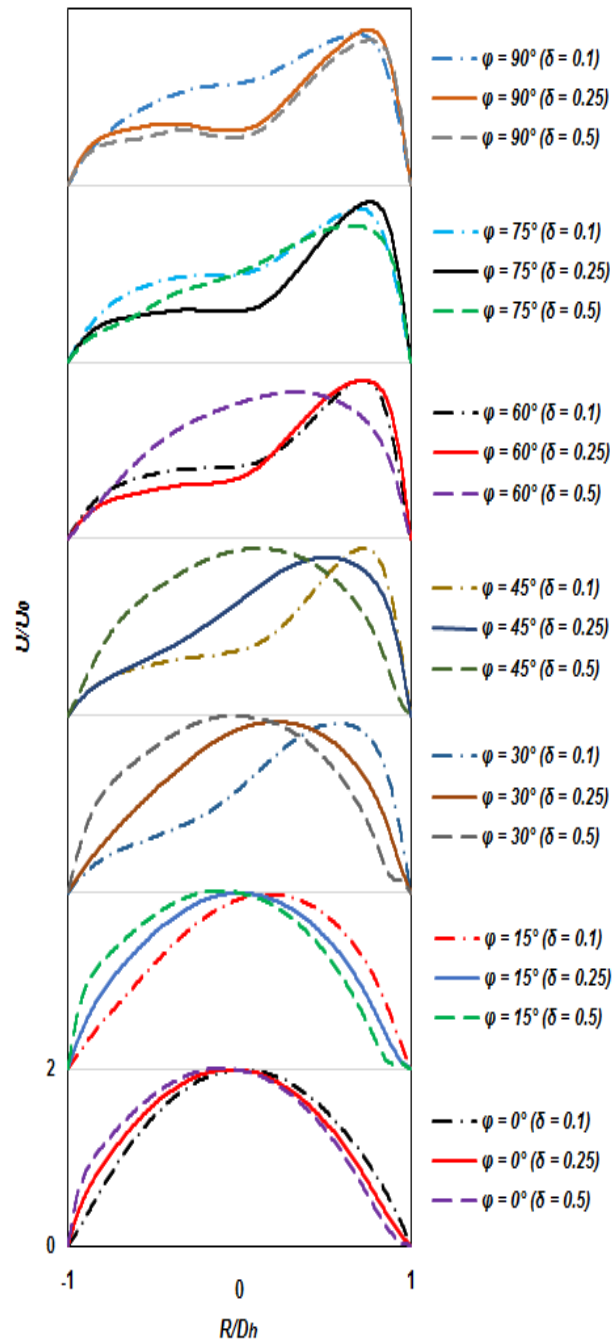 φ = 90° (δ = 0.1)
φ = 90° (δ = 0.25)
φ = 90° (δ = 0.5)
φ = 75° (δ = 0.1)
φ = 75° (δ = 0.25)
φ = 75° (δ = 0.5)
φ = 60° (δ = 0.1)
φ = 60° (δ = 0.25)
φ = 60° (δ = 0.5)
φ = 45° (δ = 0.1)
φ = 45° (δ = 0.25)
φ = 45° (δ = 0.5)
U/U₀
φ = 30° (δ = 0.1)
φ = 30° (δ = 0.25)
φ = 30° (δ = 0.5)
φ = 15° (δ = 0.1)
φ = 15° (δ = 0.25)
φ = 15° (δ = 0.5)
2
φ = 0° (δ = 0.1)
φ = 0° (δ = 0.25)
φ = 0° (δ = 0.5)
0
-1 0 1
R/Dh